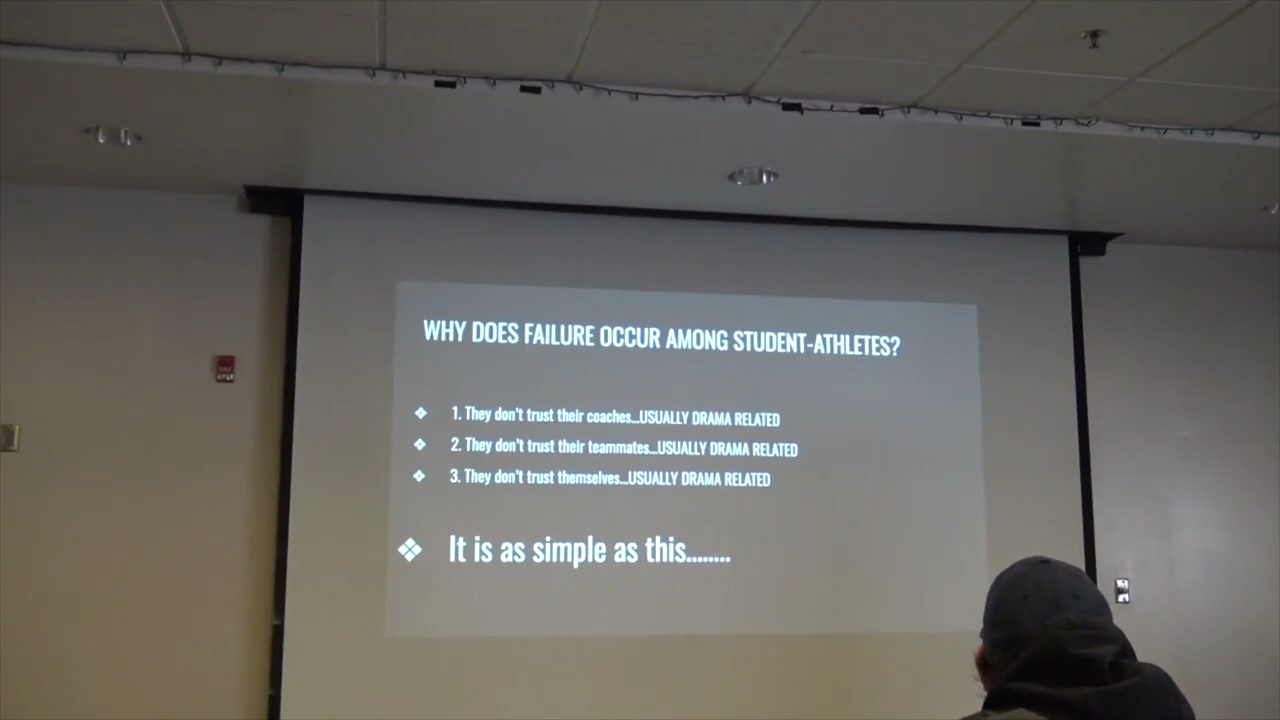 WHY DOES FAILURE OCCUR AMONG STUDENT-ATHLETES?
❖ 1. They don't trust their coaches...USUALLY DRAMA RELATED
❖ 2. They don't trust their teammates...USUALLY DRAMA RELATED
❖ 3. They don't trust themselves...USUALLY DRAMA RELATED
❖ It is as simple as this........